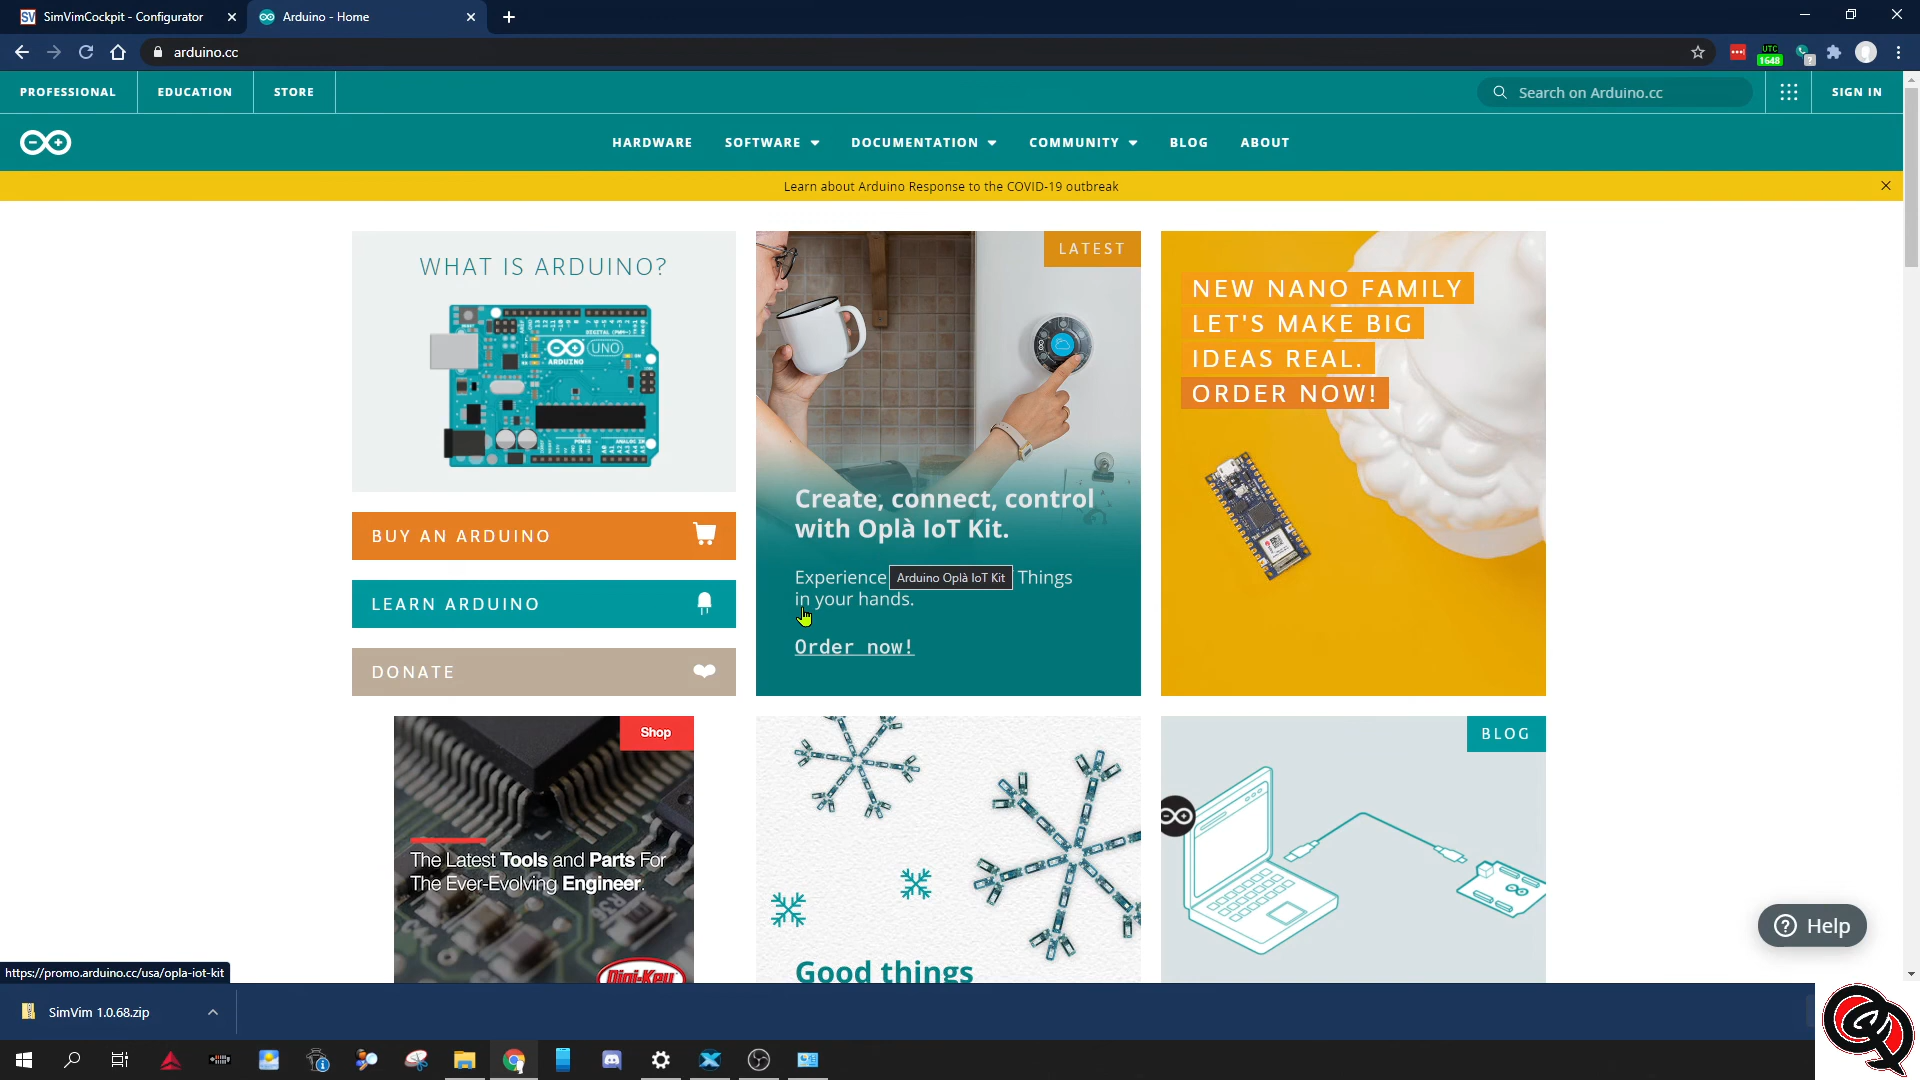 SimVimCockpit - Configurator
Arduino - Home
arduino.cc
UTC
1648
PROFESSIONAL
EDUCATION
STORE
Search on Arduino.cc
SIGN IN
HARDWARE
SOFTWARE
DOCUMENTATION
COMMUNITY
BLOG
ABOUT
Learn about Arduino Response to the COVID-19 outbreak
WHAT IS ARDUINO?
UNO
ARDUINO
BUY AN ARDUINO
LEARN ARDUINO
DONATE
LATEST
Create, connect, control
with Oplà IoT Kit.
Experience
Arduino Oplà IoT Kit
Things
in your hands.
Order now!
NEW NANO FAMILY
LET'S MAKE BIG
IDEAS REAL.
ORDER NOW!
Shop
The Latest Tools and Parts For
The Ever-Evolving Engineer.
Digi-Key
Good things
BLOG
Help
https://promo.arduino.cc/usa/opla-iot-kit
SimVim 1.0.68.zip